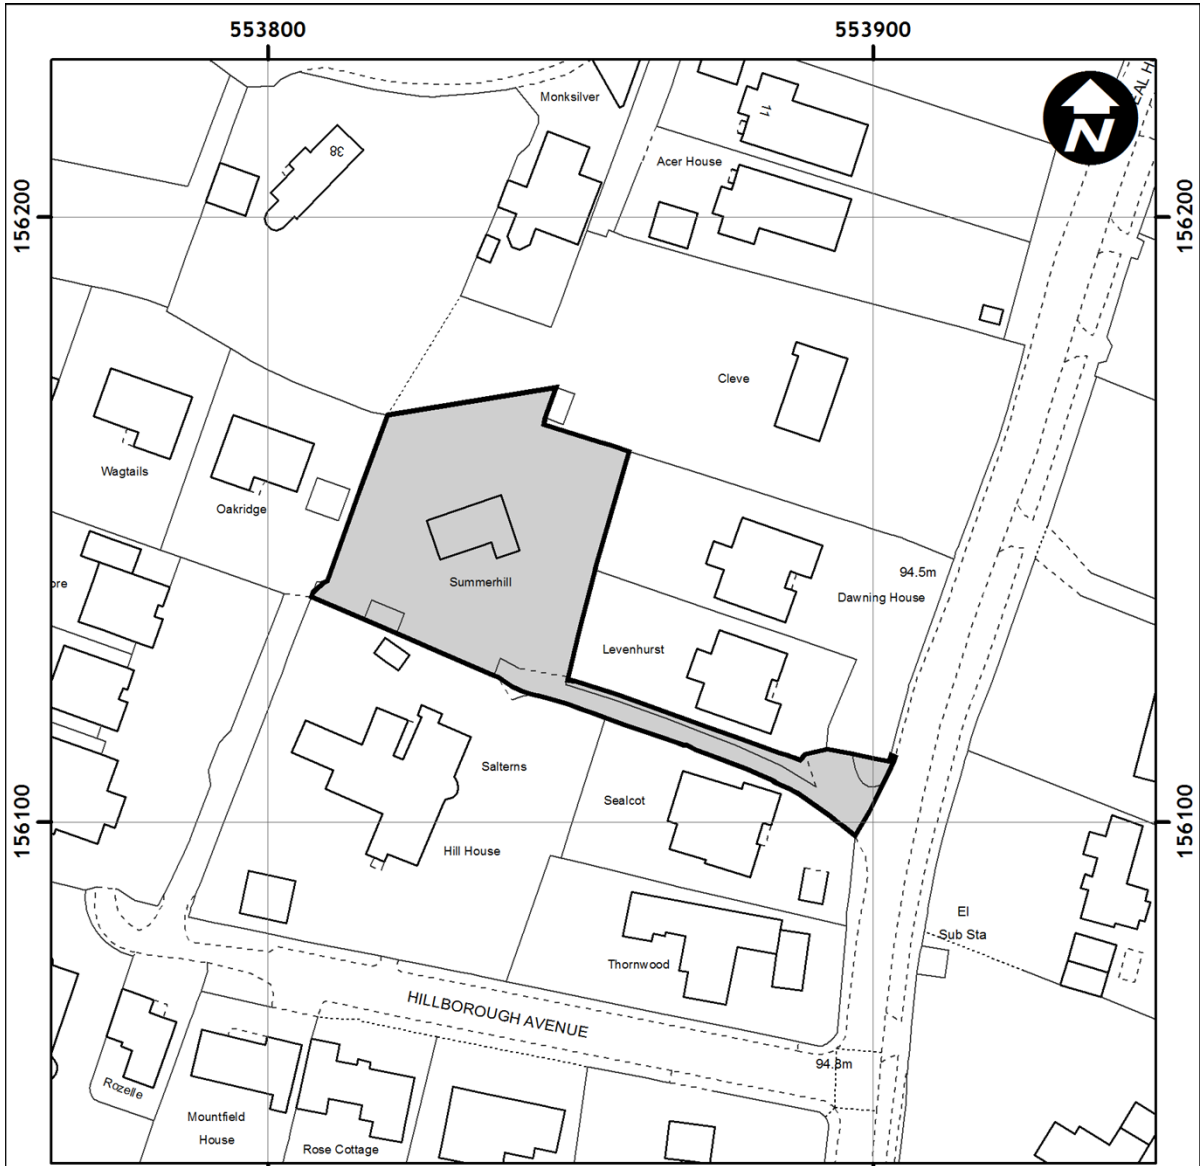 553800
553900
Monksilver
11
EAL H
N
38
Acer House
156200
156200
Cleve
Wagtails
Oakridge
94.5m
ore
Summerhill
Dawning House
Levenhurst
Salterns
Sealcot
156100
156100
Hill House
El
Sub Sta
Thornwood
HILLBOROUGH AVENUE
94.8m
Rozelle
Mountfield
House
Rose Cottage